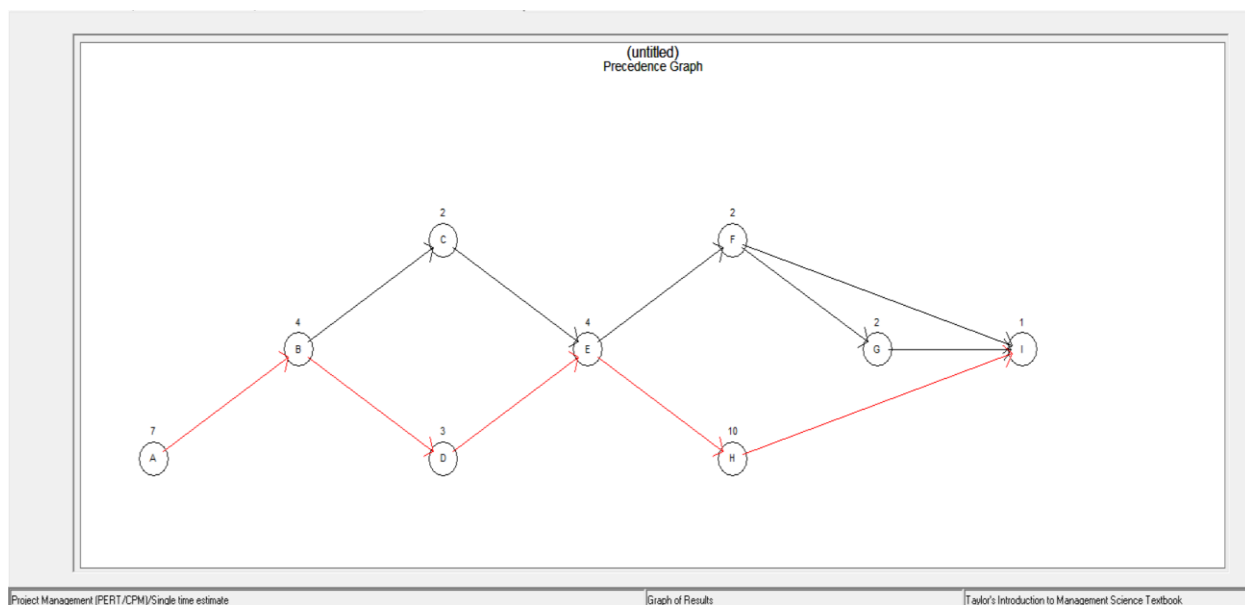 (untitled)
Precedence Graph
2
C
2
F
4
B
4
E
2
G
1
I
7
A
3
D
10
H
Project Management (PERT/CPM)/Single time estimate
Graph of Results
Taylor's Introduction to Management Science Textbook